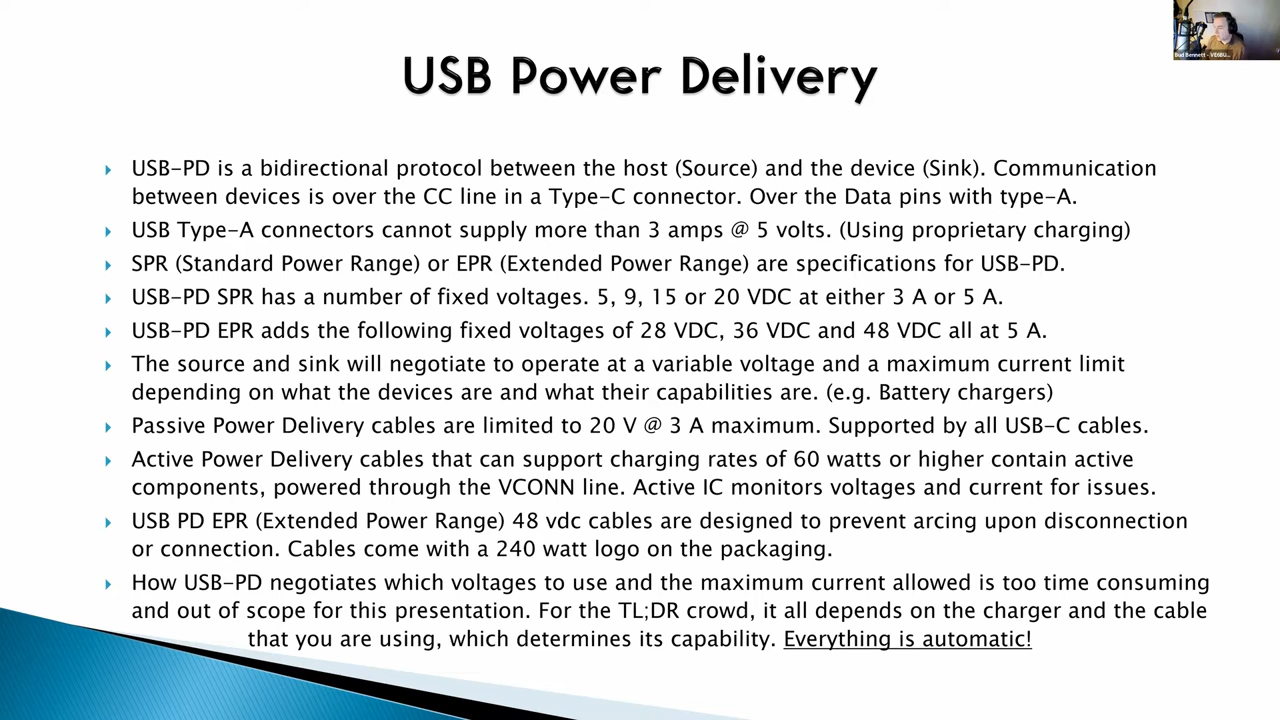 USB Power Delivery
USB-PD is a bidirectional protocol between the host (Source) and the device (Sink). Communication
between devices is over the CC line in a Type-C connector. Over the Data pins with type-A.
USB Type-A connectors cannot supply more than 3 amps @ 5 volts. (Using proprietary charging)
SPR (Standard Power Range) or EPR (Extended Power Range) are specifications for USB-PD.
USB-PD SPR has a number of fixed voltages. 5, 9, 15 or 20 VDC at either 3 A or 5 A.
USB-PD EPR adds the following fixed voltages of 28 VDC, 36 VDC and 48 VDC all at 5 A.
The source and sink will negotiate to operate at a variable voltage and a maximum current limit
depending on what the devices are and what their capabilities are. (e.g. Battery chargers)
Passive Power Delivery cables are limited to 20 V @ 3 A maximum. Supported by all USB-C cables.
Active Power Delivery cables that can support charging rates of 60 watts or higher contain active
components, powered through the VCONN line. Active IC monitors voltages and current for issues.
USB PD EPR (Extended Power Range) 48 vdc cables are designed to prevent arcing upon disconnection
or connection. Cables come with a 240 watt logo on the packaging.
How USB-PD negotiates which voltages to use and the maximum current allowed is too time consuming
and out of scope for this presentation. For the TL;DR crowd, it all depends on the charger and the cable
that you are using, which determines its capability. Everything is automatic!
Bud Bennett -